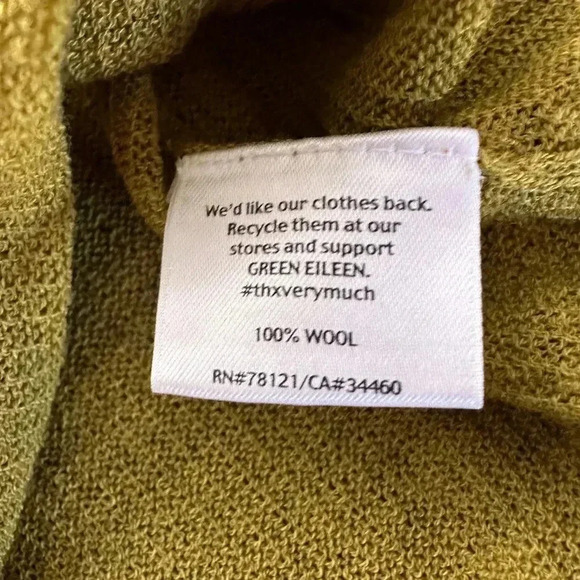 We'd like our clothes back.
Recycle them at our
stores and support
GREEN EILEEN.
#thxverymuch
100% WOOL
RN#78121/CA#34460